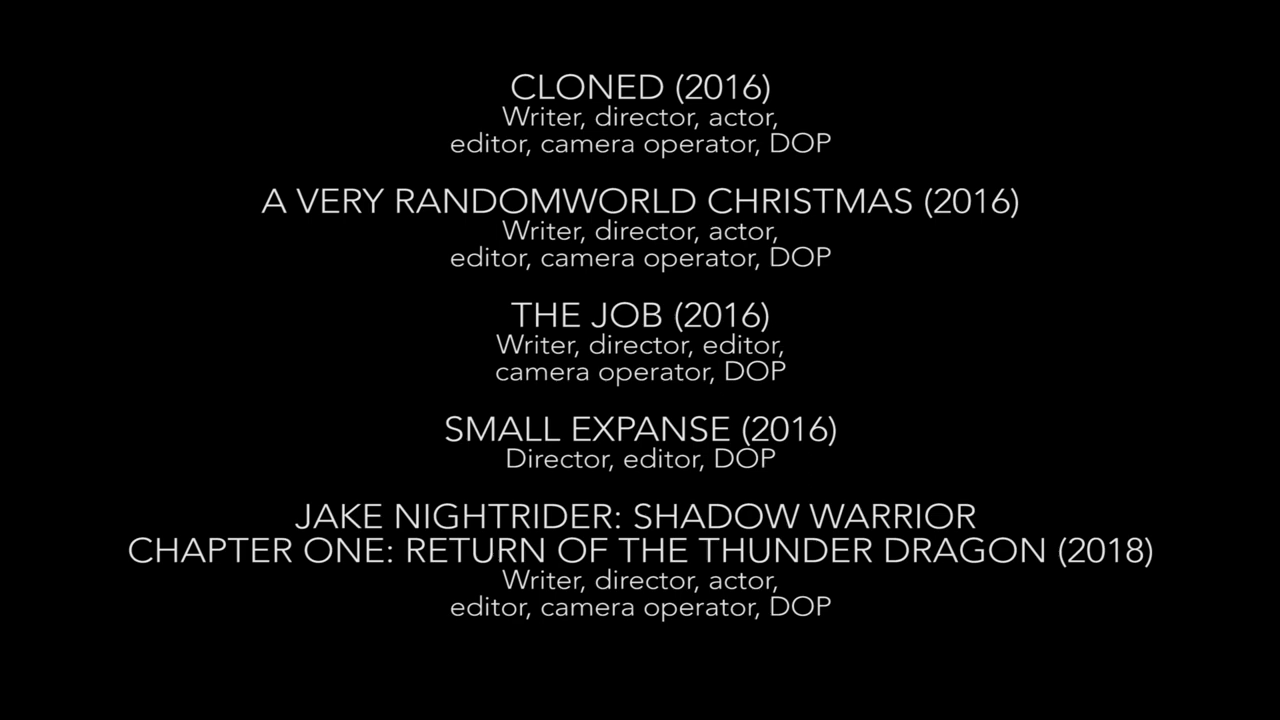 CLONED (2016)
Writer, director, actor,
editor, camera operator, DOP
A VERY RANDOMWORLD CHRISTMAS (2016)
Writer, director, actor,
editor, camera operator, DOP
THE JOB (2016)
Writer, director, editor,
camera operator, DOP
SMALL EXPANSE (2016)
Director, editor, DOP
JAKE NIGHTRIDER: SHADOW WARRIOR
CHAPTER ONE: RETURN OF THE THUNDER DRAGON (2018)
Writer, director, actor,
editor, camera operator, DOP